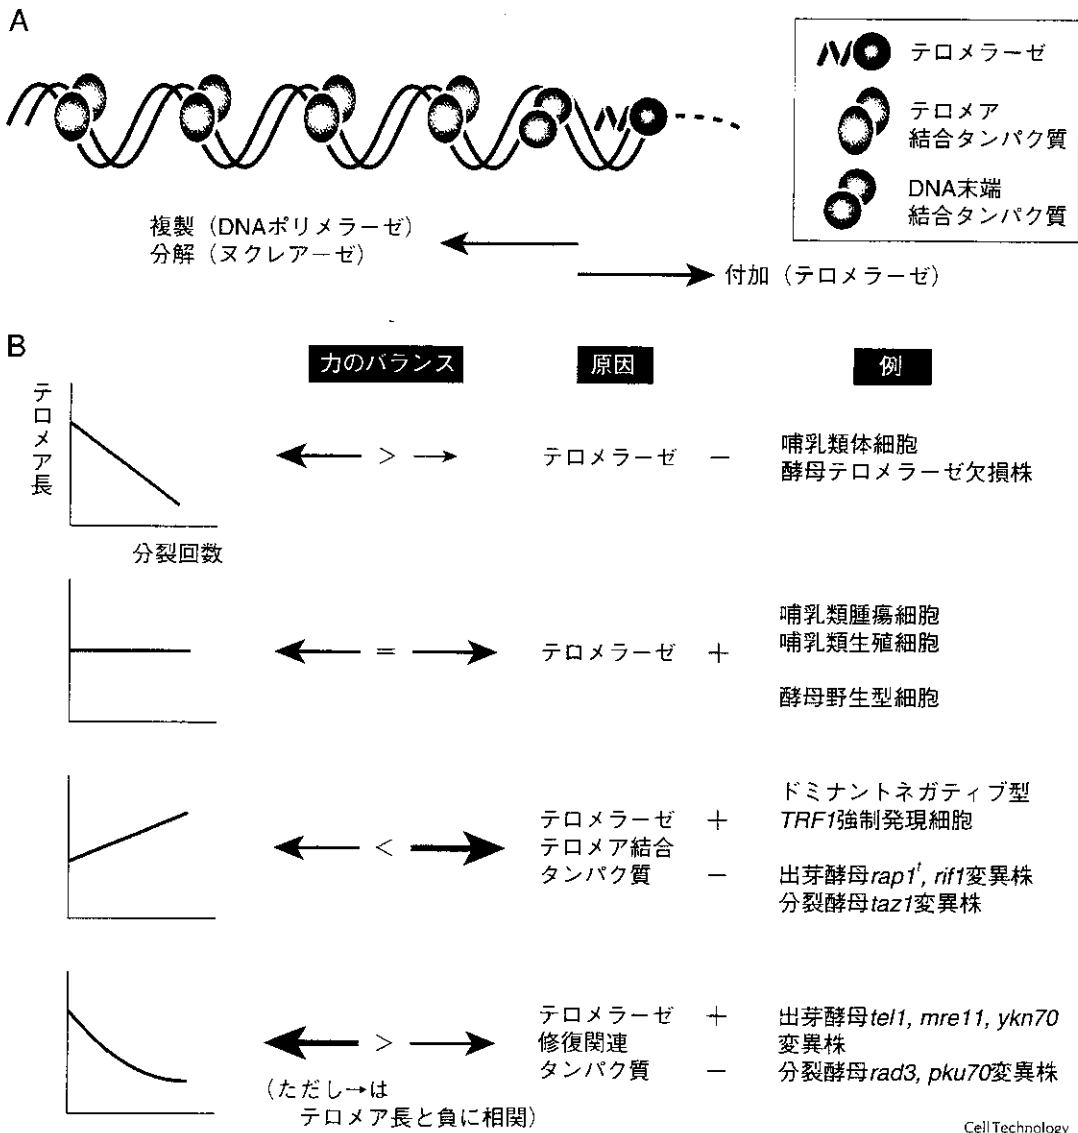 A
テロメラーゼ
テロメア
結合タンパク質
DNA末端
結合タンパク質
複製（DNAポリメラーゼ）
分解（ヌクレアーゼ）
付加（テロメラーゼ）
B
力のバランス
原因
例
テロメア長
分裂回数
>
テロメラーゼ －
哺乳類体細胞
酵母テロメラーゼ欠損株
=
テロメラーゼ ＋
哺乳類腫瘍細胞
哺乳類生殖細胞
酵母野生型細胞
<
テロメラーゼ ＋
テロメア結合
タンパク質 －
ドミナントネガティブ型
TRF1強制発現細胞
出芽酵母rap1ᵗ, rif1変異株
分裂酵母taz1変異株
>
（ただし→は
テロメア長と負に相関）
テロメラーゼ ＋
修復関連
タンパク質 －
出芽酵母tel1, mre11, ykn70
変異株
分裂酵母rad3, pku70変異株
Cell Technology